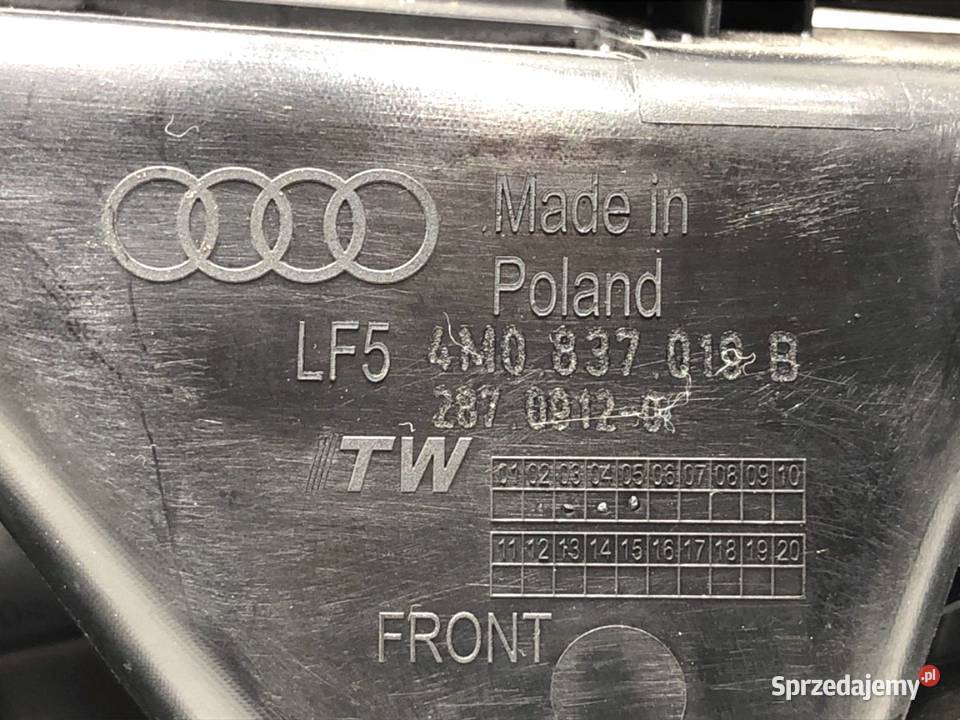 Made in
Poland
LF5 4M0 837 019 B
287 0912-0
TW
01 02 03 04 05 06 07 08 09 10
11 12 13 14 15 16 17 18 19 20
FRONT
Sprzedajemy.pl